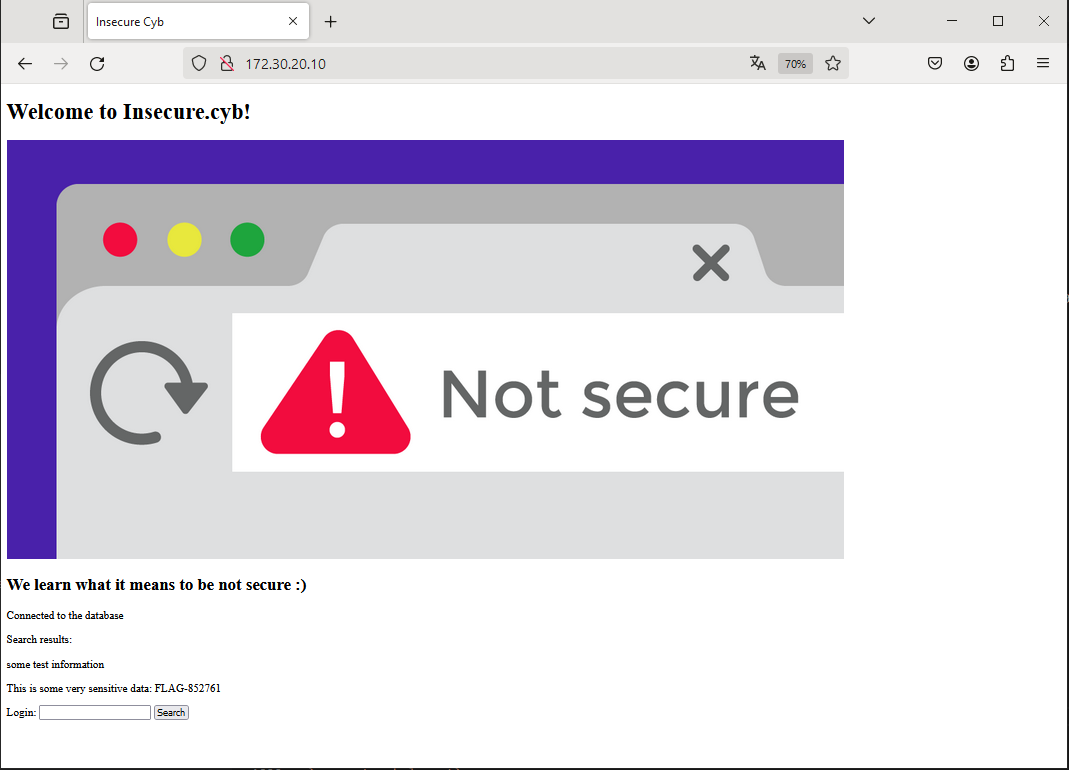 Insecure Cyb
172.30.20.10
70%
Welcome to Insecure.cyb!
Not secure
We learn what it means to be not secure :)
Connected to the database
Search results:
some test information
This is some very sensitive data: FLAG-852761
Login: Search